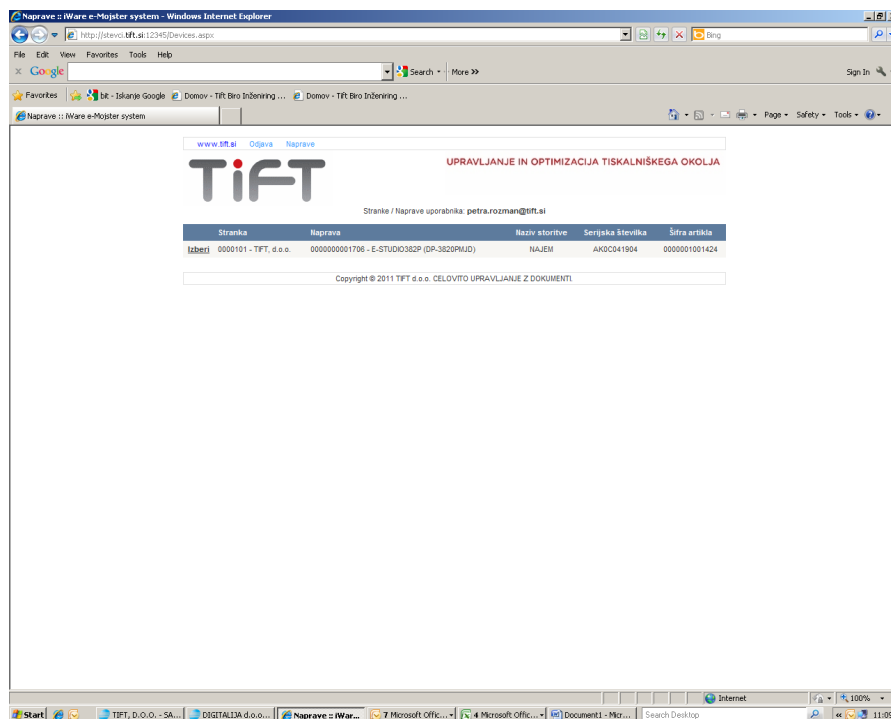 Naprave :: iWare e-Mojster system - Windows Internet Explorer
http://stevci.tift.si:12345/Devices.aspx
Bing
File Edit View Favorites Tools Help
Google Search More >>
Sign In
Favorites bit - Iskanje Google Domov - Tift Biro Inženiring ... Domov - Tift Biro Inženiring ...
Naprave :: iWare e-Mojster system Page Safety Tools
www.tift.si Odjava Naprave
TiFT
UPRAVLJANJE IN OPTIMIZACIJA TISKALNIŠKEGA OKOLJA
Stranke / Naprave uporabnika: petra.rozman@tift.si
Stranka Naprava Naziv storitve Serijska številka Šifra artikla
Izberi 0000101 - TIFT, d.o.o. 0000000001706 - E-STUDIO382P (DP-3820PMJD) NAJEM AK0C041904 0000001001424
Copyright © 2011 TIFT d.o.o. CELOVITO UPRAVLJANJE Z DOKUMENTI.
Internet 100%
Start TIFT, D.O.O. - SA... DIGITALIJA d.o.o... Naprave :: iWar... 7 Microsoft Offic... 4 Microsoft Offic... Document1 - Micr... Search Desktop 11:09